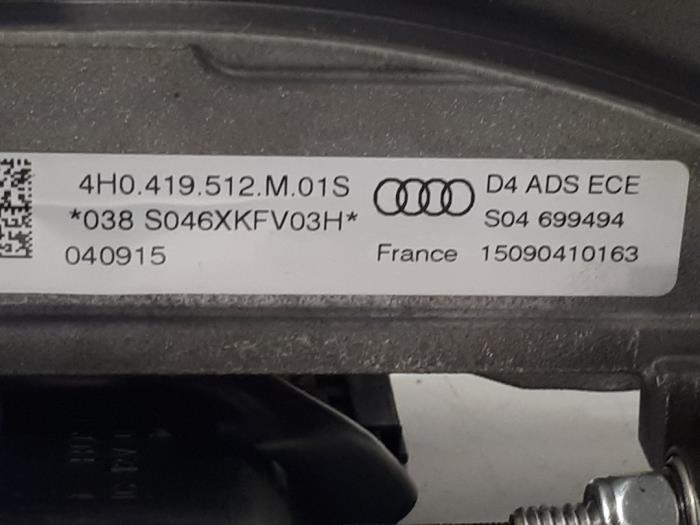 4H0.419.512.M.01S
*038 S046XKFV03H*
040915
D4 ADS ECE
S04 699494
France 15090410163